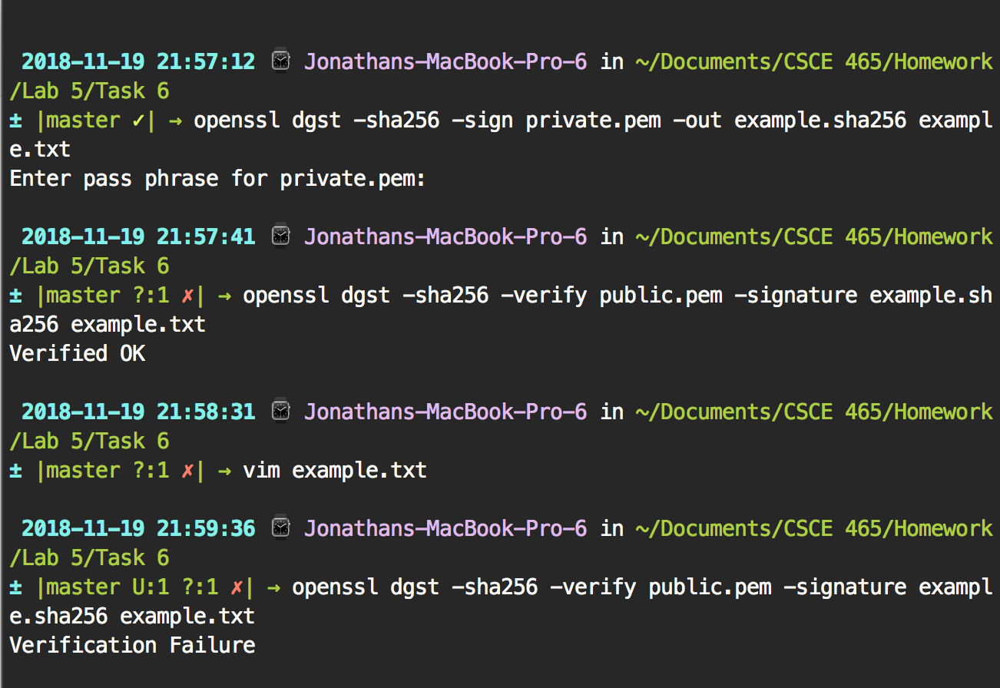 2018-11-19 21:57:12 ⌚ Jonathans-MacBook-Pro-6 in ~/Documents/CSCE 465/Homework
/Lab 5/Task 6
± |master ✓| → openssl dgst -sha256 -sign private.pem -out example.sha256 exampl
e.txt
Enter pass phrase for private.pem:
2018-11-19 21:57:41 ⌚ Jonathans-MacBook-Pro-6 in ~/Documents/CSCE 465/Homework
/Lab 5/Task 6
± |master ?:1 ✗| → openssl dgst -sha256 -verify public.pem -signature example.sh
a256 example.txt
Verified OK
2018-11-19 21:58:31 ⌚ Jonathans-MacBook-Pro-6 in ~/Documents/CSCE 465/Homework
/Lab 5/Task 6
± |master ?:1 ✗| → vim example.txt
2018-11-19 21:59:36 ⌚ Jonathans-MacBook-Pro-6 in ~/Documents/CSCE 465/Homework
/Lab 5/Task 6
± |master U:1 ?:1 ✗| → openssl dgst -sha256 -verify public.pem -signature exampl
e.sha256 example.txt
Verification Failure